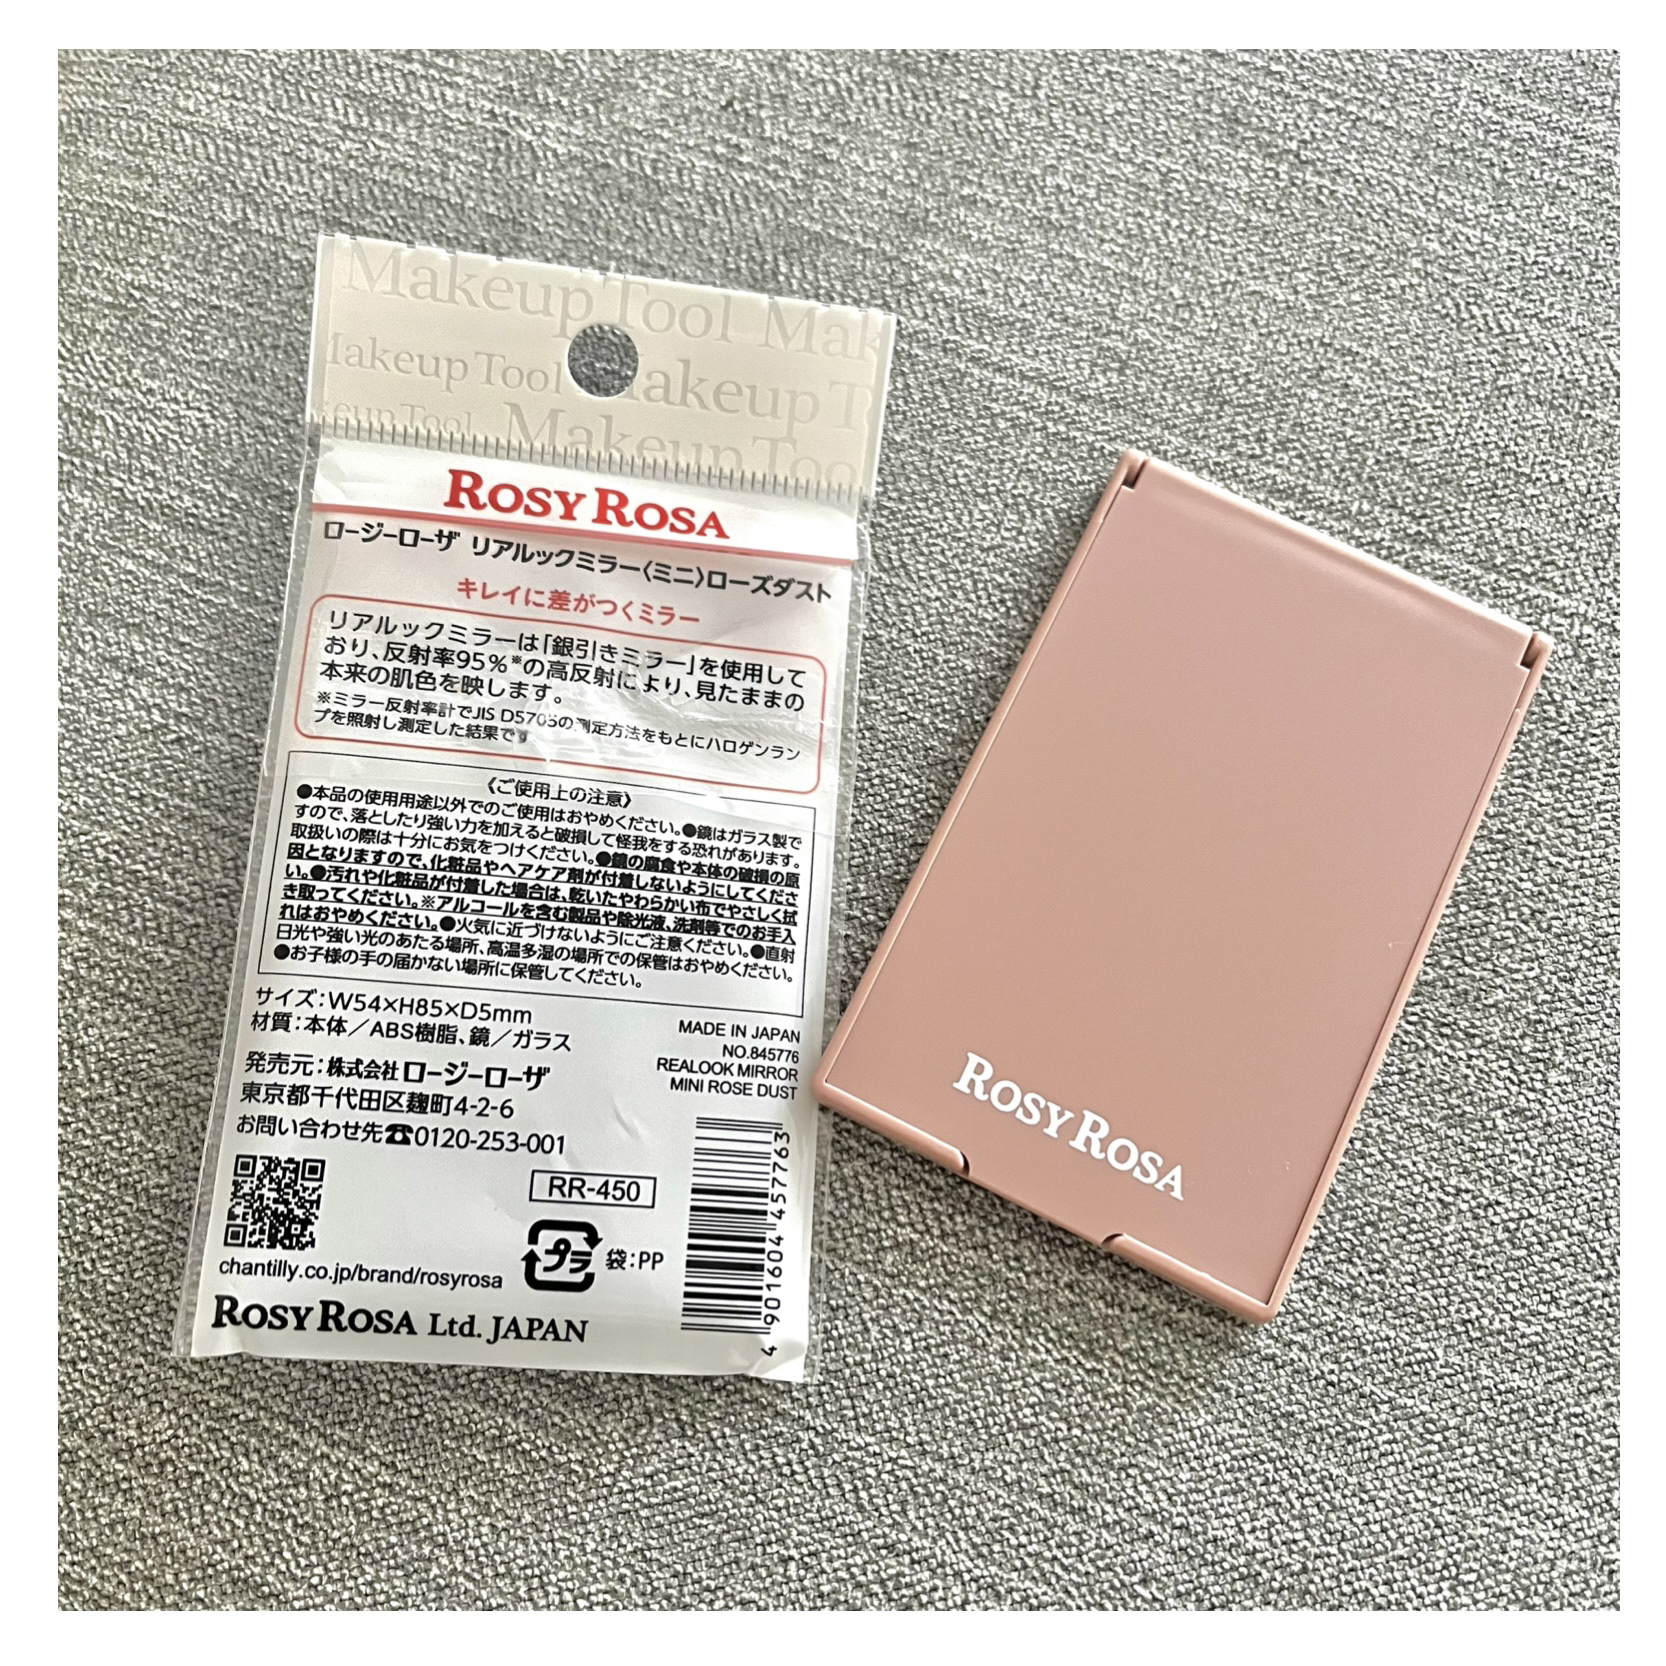 Makeup Tool Mak
Makeup Tool Makeup T
eup Tool Makeup Tool
ROSY ROSA
ロージーローザ リアルックミラー〈ミニ〉ローズダスト
キレイに差がつくミラー
リアルックミラーは「銀引きミラー」を使用して
おり、反射率95%※の高反射により、見たままの
本来の肌色を映します。
※ミラー反射率計でJIS D5705の測定方法をもとにハロゲンラン
プを照射し測定した結果です
《ご使用上の注意》
●本品の使用用途以外でのご使用はおやめください。●鏡はガラス製で
すので、落としたり強い力を加えると破損して怪我をする恐れがあります。
取扱いの際は十分にお気をつけください。●鏡の腐食や本体の破損の原
因となりますので、化粧品やヘアケア剤が付着しないようにしてくださ
い。●汚れや化粧品が付着した場合は、乾いたやわらかい布でやさしく拭
き取ってください。※アルコールを含む製品や除光液、洗剤等でのお手入
れはおやめください。●火気に近づけないようにご注意ください。●直射
日光や強い光のあたる場所、高温多湿の場所での保管はおやめください。
●お子様の手の届かない場所に保管してください。
サイズ:W54×H85×D5mm
材質:本体/ABS樹脂、鏡/ガラス
MADE IN JAPAN
NO.845776
REALOOK MIRROR
MINI ROSE DUST
発売元:株式会社ロージーローザ
東京都千代田区麹町4-2-6
お問い合わせ先☎0120-253-001
RR-450
プラ
袋:PP
chantilly.co.jp/brand/rosyrosa
ROSY ROSA Ltd. JAPAN
4 901604 457763
ROSY ROSA